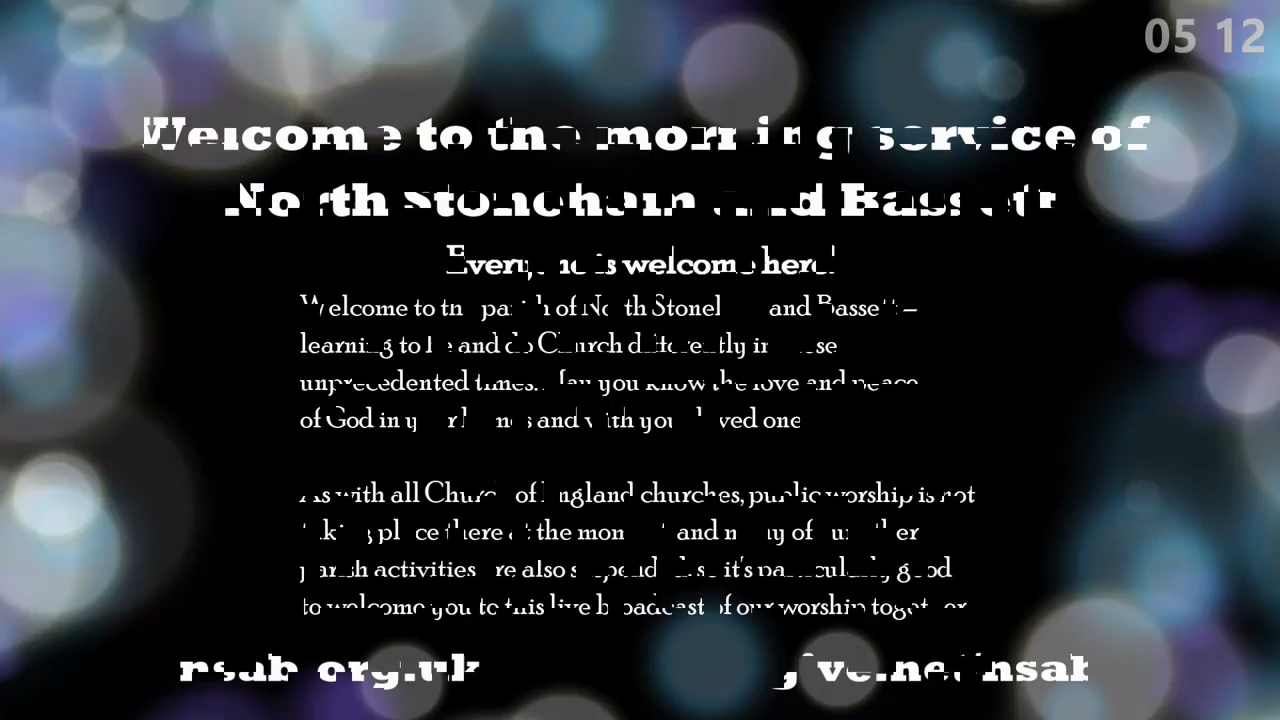 05 12
Welcome to the morning service of
North Stoneham and Bassett
Everyone is welcome here!
Welcome to the parish of North Stoneham and Bassett –
learning to be and do Church differently in these
unprecedented times. May you know the love and peace
of God in your homes and with your loved ones
As with all Church of England churches, public worship is not
taking place there at the moment and many of our other
parish activities are also suspended. so it's particularly good
to welcome you to this live broadcast of our worship together
nsab.org.uk give.net/nsab